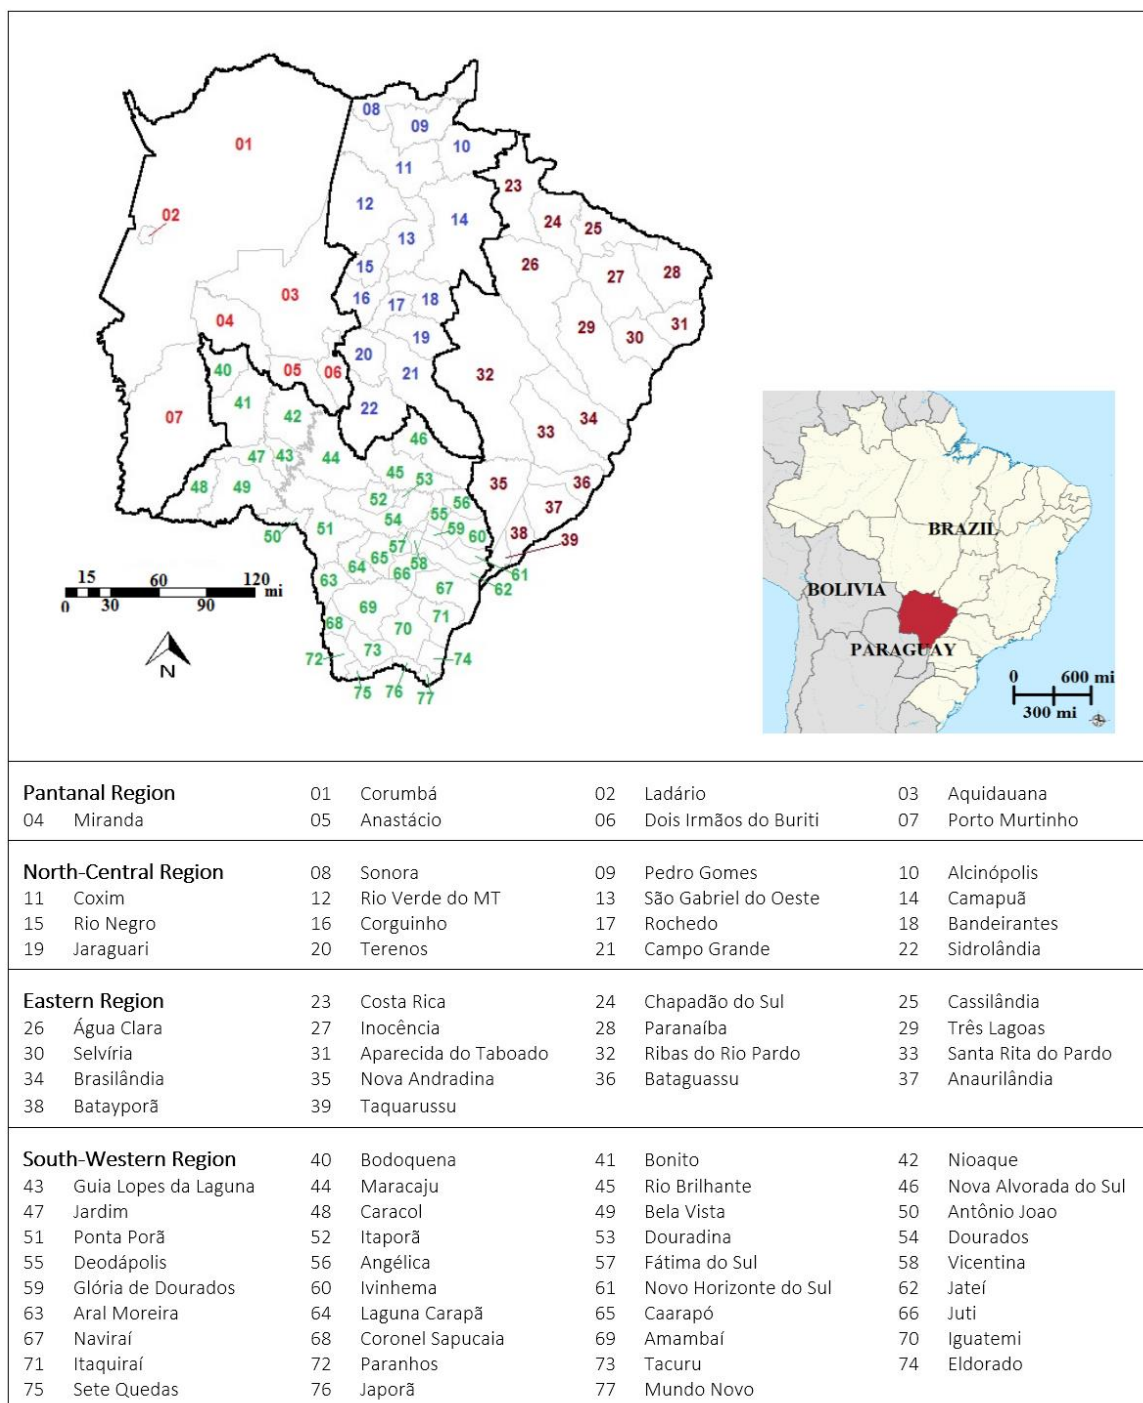 08
09
10
01
11
23
12
14
24
25
02
13
26
15
27
28
03
16
17
18
04
29
31
19
30
20
40
05
06
21
32
41
22
07
42
34
33
46
44
47
43
45
53
35
36
48
49
52
56
37
55
50
51
54
59
60
38
39
57
65
58
61
64
66
15 60 120
63
67
62
mi
0 30 90
69
71
68
70
N
72
73
74
75
76
77
BRAZIL
BOLIVIA
PARAGUAY
0 600 mi
300 mi
Pantanal Region 01 Corumbá 02 Ladário 03 Aquidauana
04 Miranda 05 Anastácio 06 Dois Irmãos do Buriti 07 Porto Murtinho
North-Central Region 08 Sonora 09 Pedro Gomes 10 Alcinópolis
11 Coxim 12 Rio Verde do MT 13 São Gabriel do Oeste 14 Camapuã
15 Rio Negro 16 Corguinho 17 Rochedo 18 Bandeirantes
19 Jaraguari 20 Terenos 21 Campo Grande 22 Sidrolândia
Eastern Region 23 Costa Rica 24 Chapadão do Sul 25 Cassilândia
26 Água Clara 27 Inocência 28 Paranaíba 29 Três Lagoas
30 Selvíria 31 Aparecida do Taboado 32 Ribas do Rio Pardo 33 Santa Rita do Pardo
34 Brasilândia 35 Nova Andradina 36 Bataguassu 37 Anaurilândia
38 Batayporã 39 Taquarussu
South-Western Region 40 Bodoquena 41 Bonito 42 Nioaque
43 Guia Lopes da Laguna 44 Maracaju 45 Rio Brilhante 46 Nova Alvorada do Sul
47 Jardim 48 Caracol 49 Bela Vista 50 Antônio Joao
51 Ponta Porã 52 Itaporã 53 Douradina 54 Dourados
55 Deodápolis 56 Angélica 57 Fátima do Sul 58 Vicentina
59 Glória de Dourados 60 Ivinhema 61 Novo Horizonte do Sul 62 Jateí
63 Aral Moreira 64 Laguna Carapã 65 Caarapó 66 Juti
67 Naviraí 68 Coronel Sapucaia 69 Amambaí 70 Iguatemi
71 Itaquiraí 72 Paranhos 73 Tacuru 74 Eldorado
75 Sete Quedas 76 Japorã 77 Mundo Novo